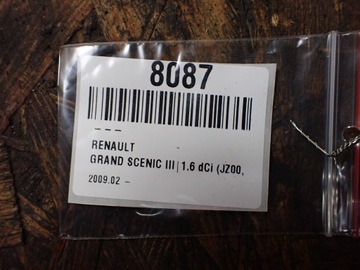 8087
---
RENAULT
GRAND SCENIC III | 1.6 dCi (JZ00,
2009.02 -